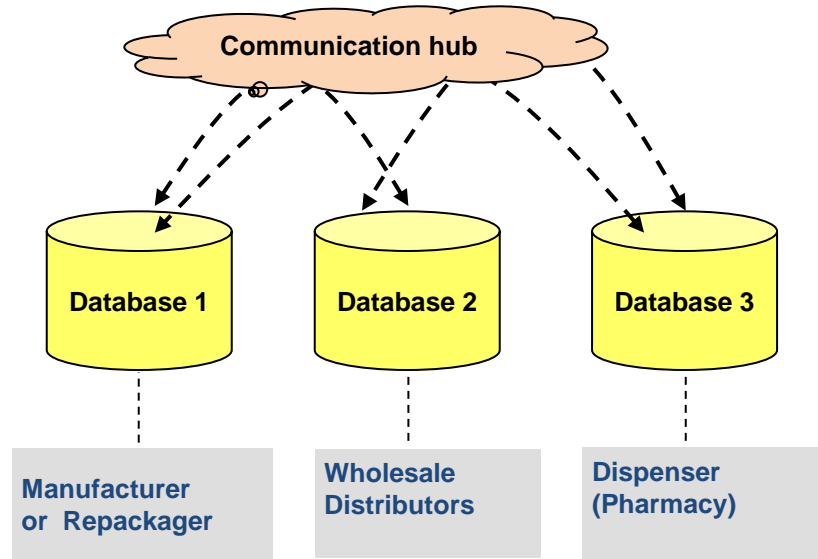 Communication hub
Database 1
Database 2
Database 3
Manufacturer
or Repackager
Wholesale
Distributors
Dispenser
(Pharmacy)